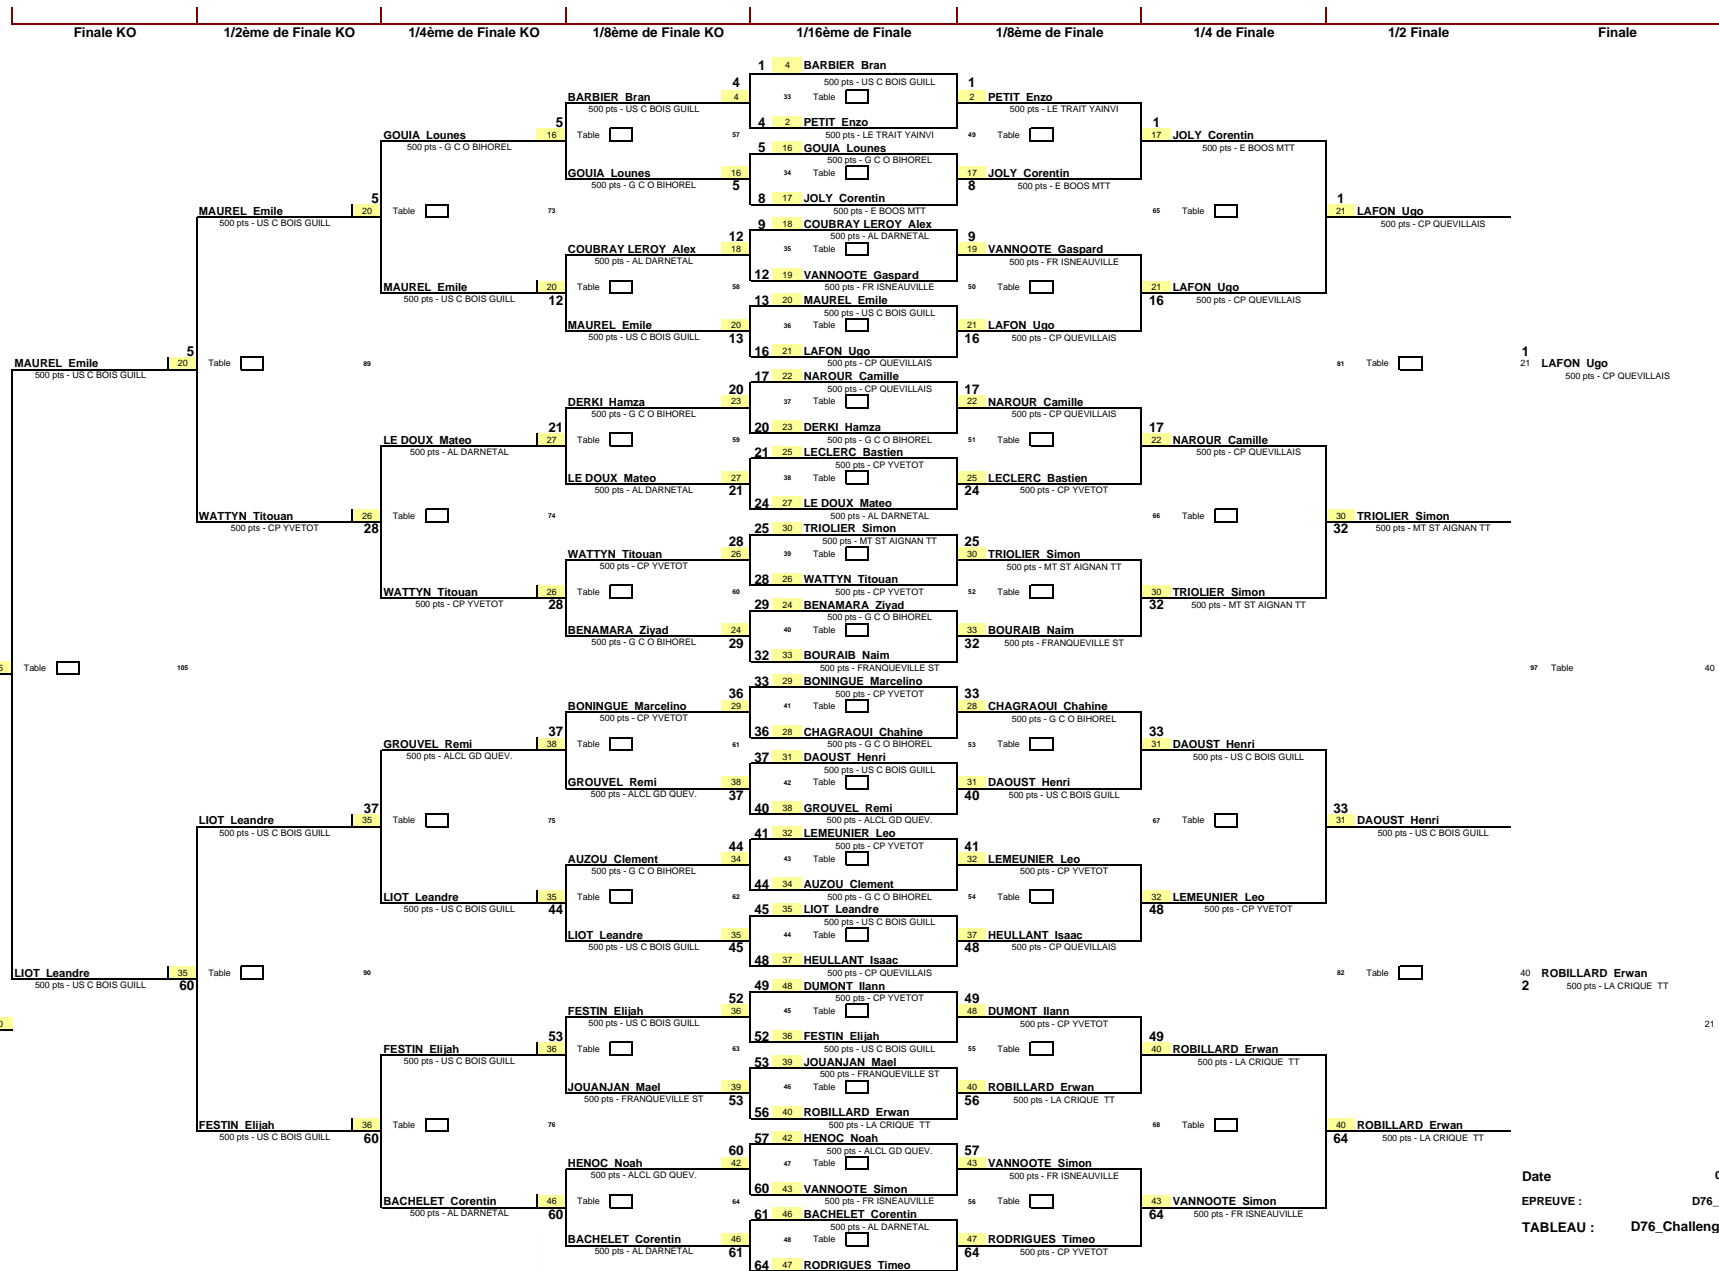 Finale KO 1/2ème de Finale KO 1/4ème de Finale KO 1/8ème de Finale KO 1/16ème de Finale 1/8ème de Finale 1/4 de Finale 1/2 Finale Finale
1 4 BARBIER Bran
4 500 pts - US C BOIS GUILL 1
BARBIER Bran 4 33 Table 2 PETIT Enzo
500 pts - US C BOIS GUILL 500 pts - LE TRAIT YAINVI
5 4 2 PETIT Enzo 1
GOUIA Lounes 16 Table 57 500 pts - LE TRAIT YAINVI 49 Table 17 JOLY Corentin
500 pts - G C O BIHOREL 5 16 GOUIA Lounes 500 pts - E BOOS MTT
500 pts - G C O BIHOREL
GOUIA Lounes 16 34 Table 17 JOLY Corentin
500 pts - G C O BIHOREL 5 8 500 pts - E BOOS MTT
5 8 17 JOLY Corentin 1
MAUREL Emile 20 Table 73 500 pts - E BOOS MTT 65 Table 21 LAFON Ugo
500 pts - US C BOIS GUILL 9 18 COUBRAY LEROY Alex 500 pts - CP QUEVILLAIS
12 500 pts - AL DARNETAL 9
COUBRAY LEROY Alex 18 35 Table 19 VANNOOTE Gaspard
500 pts - AL DARNETAL 500 pts - FR ISNEAUVILLE
12 19 VANNOOTE Gaspard
MAUREL Emile 20 Table 58 500 pts - FR ISNEAUVILLE 50 Table 21 LAFON Ugo
500 pts - US C BOIS GUILL 12 13 20 MAUREL Emile 16 500 pts - CP QUEVILLAIS
500 pts - US C BOIS GUILL
MAUREL Emile 20 36 Table 21 LAFON Ugo
500 pts - US C BOIS GUILL 13 16 500 pts - CP QUEVILLAIS
5 16 21 LAFON Ugo 1
MAUREL Emile 20 Table 89 500 pts - CP QUEVILLAIS 81 Table 21 LAFON Ugo
500 pts - US C BOIS GUILL 17 22 NAROUR Camille 500 pts - CP QUEVILLAIS
20 500 pts - CP QUEVILLAIS 17
DERKI Hamza 23 37 Table 22 NAROUR Camille
500 pts - G C O BIHOREL 500 pts - CP QUEVILLAIS
21 20 23 DERKI Hamza 17
LE DOUX Mateo 27 Table 59 500 pts - G C O BIHOREL 51 Table 22 NAROUR Camille
500 pts - AL DARNETAL 21 25 LECLERC Bastien 500 pts - CP QUEVILLAIS
500 pts - CP YVETOT
LE DOUX Mateo 27 38 Table 25 LECLERC Bastien
500 pts - AL DARNETAL 21 24 500 pts - CP YVETOT
24 27 LE DOUX Mateo
WATTYN Titouan 26 Table 74 500 pts - AL DARNETAL 66 Table 30 TRIOLIER Simon
500 pts - CP YVETOT 28 25 30 TRIOLIER Simon 32 500 pts - MT ST AIGNAN TT
28 500 pts - MT ST AIGNAN TT 25
WATTYN Titouan 26 39 Table 30 TRIOLIER Simon
500 pts - CP YVETOT 500 pts - MT ST AIGNAN TT
28 26 WATTYN Titouan
WATTYN Titouan 26 Table 60 500 pts - CP YVETOT 52 Table 30 TRIOLIER Simon
500 pts - CP YVETOT 28 29 24 BENAMARA Ziyad 32 500 pts - MT ST AIGNAN TT
500 pts - G C O BIHOREL
BENAMARA Ziyad 24 40 Table 33 BOURAIB Naim
500 pts - G C O BIHOREL 29 32 500 pts - FRANQUEVILLE ST
32 33 BOURAIB Naim
Table 105 500 pts - FRANQUEVILLE ST 97 Table 40
33 29 BONINGUE Marcelino
36 500 pts - CP YVETOT 33
BONINGUE Marcelino 29 41 Table 28 CHAGRAOUI Chahine
500 pts - CP YVETOT 500 pts - G C O BIHOREL
37 36 28 CHAGRAOUI Chahine 33
GROUVEL Remi 38 Table 61 500 pts - G C O BIHOREL 53 Table 31 DAOUST Henri
500 pts - ALCL GD QUEV. 37 31 DAOUST Henri 500 pts - US C BOIS GUILL
500 pts - US C BOIS GUILL
GROUVEL Remi 38 42 Table 31 DAOUST Henri
500 pts - ALCL GD QUEV. 37 40 500 pts - US C BOIS GUILL
37 40 38 GROUVEL Remi 33
LIOT Leandre 35 Table 75 500 pts - ALCL GD QUEV. 67 Table 31 DAOUST Henri
500 pts - US C BOIS GUILL 41 32 LEMEUNIER Leo 500 pts - US C BOIS GUILL
44 500 pts - CP YVETOT 41
AUZOU Clement 34 43 Table 32 LEMEUNIER Leo
500 pts - G C O BIHOREL 500 pts - CP YVETOT
44 34 AUZOU Clement
LIOT Leandre 35 Table 62 500 pts - G C O BIHOREL 54 Table 32 LEMEUNIER Leo
500 pts - US C BOIS GUILL 44 45 35 LIOT Leandre 48 500 pts - CP YVETOT
500 pts - US C BOIS GUILL
LIOT Leandre 35 44 Table 37 HEULLANT Isaac
500 pts - US C BOIS GUILL 45 48 500 pts - CP QUEVILLAIS
48 37 HEULLANT Isaac
LIOT Leandre 35 Table 90 500 pts - CP QUEVILLAIS 82 Table 40 ROBILLARD Erwan
500 pts - US C BOIS GUILL 60 49 48 DUMONT Ilann 2 500 pts - LA CRIQUE TT
52 500 pts - CP YVETOT 49
FESTIN Elijah 36 45 Table 48 DUMONT Ilann
500 pts - US C BOIS GUILL 500 pts - CP YVETOT
21
53 52 36 FESTIN Elijah 49
FESTIN Elijah 36 Table 63 500 pts - US C BOIS GUILL 55 Table 40 ROBILLARD Erwan
500 pts - US C BOIS GUILL 53 39 JOUANJAN Mael 500 pts - LA CRIQUE TT
500 pts - FRANQUEVILLE ST
JOUANJAN Mael 39 46 Table 40 ROBILLARD Erwan
500 pts - FRANQUEVILLE ST 53 56 500 pts - LA CRIQUE TT
56 40 ROBILLARD Erwan
FESTIN Elijah 36 Table 76 500 pts - LA CRIQUE TT 68 Table 40 ROBILLARD Erwan
500 pts - US C BOIS GUILL 60 57 42 HENOC Noah 64 500 pts - LA CRIQUE TT
60 500 pts - ALCL GD QUEV. 57
HENOC Noah 42 47 Table 43 VANNOOTE Simon
500 pts - ALCL GD QUEV. 500 pts - FR ISNEAUVILLE Date
60 43 VANNOOTE Simon
BACHELET Corentin 46 Table 64 500 pts - FR ISNEAUVILLE 56 Table 43 VANNOOTE Simon EPREUVE : D76_
500 pts - AL DARNETAL 60 61 46 BACHELET Corentin 64 500 pts - FR ISNEAUVILLE
500 pts - AL DARNETAL TABLEAU : D76_Challeng
BACHELET Corentin 46 48 Table 47 RODRIGUES Timeo
500 pts - AL DARNETAL 61 64 500 pts - CP YVETOT
64 47 RODRIGUES Timeo